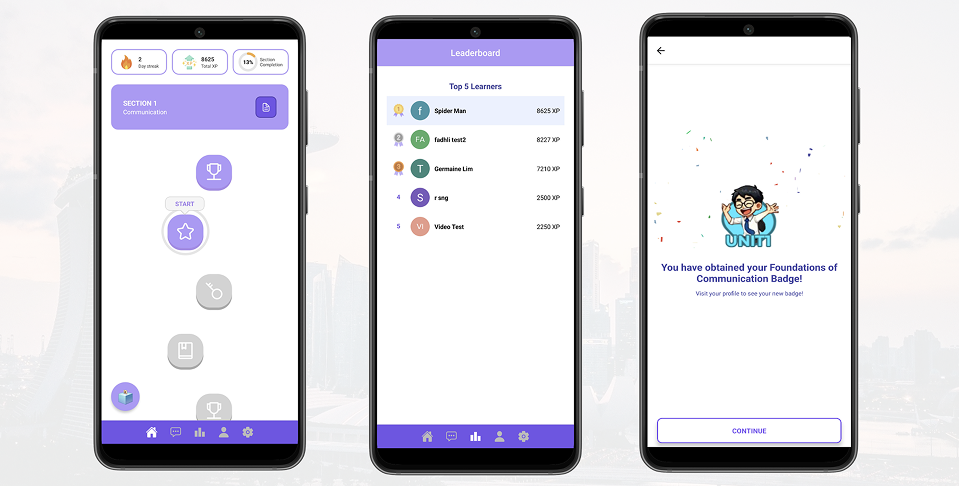 2
Day streak
8625
Total XP
13%
Section
Completion
SECTION 1
Communication
START
Leaderboard
Top 5 Learners
1
f
Spider Man
8625 XP
2
FA
fadhli test2
8227 XP
3
T
Germaine Lim
7210 XP
4
S
r sng
2500 XP
5
VI
Video Test
2250 XP
UNIT1
You have obtained your Foundations of
Communication Badge!
Visit your profile to see your new badge!
CONTINUE